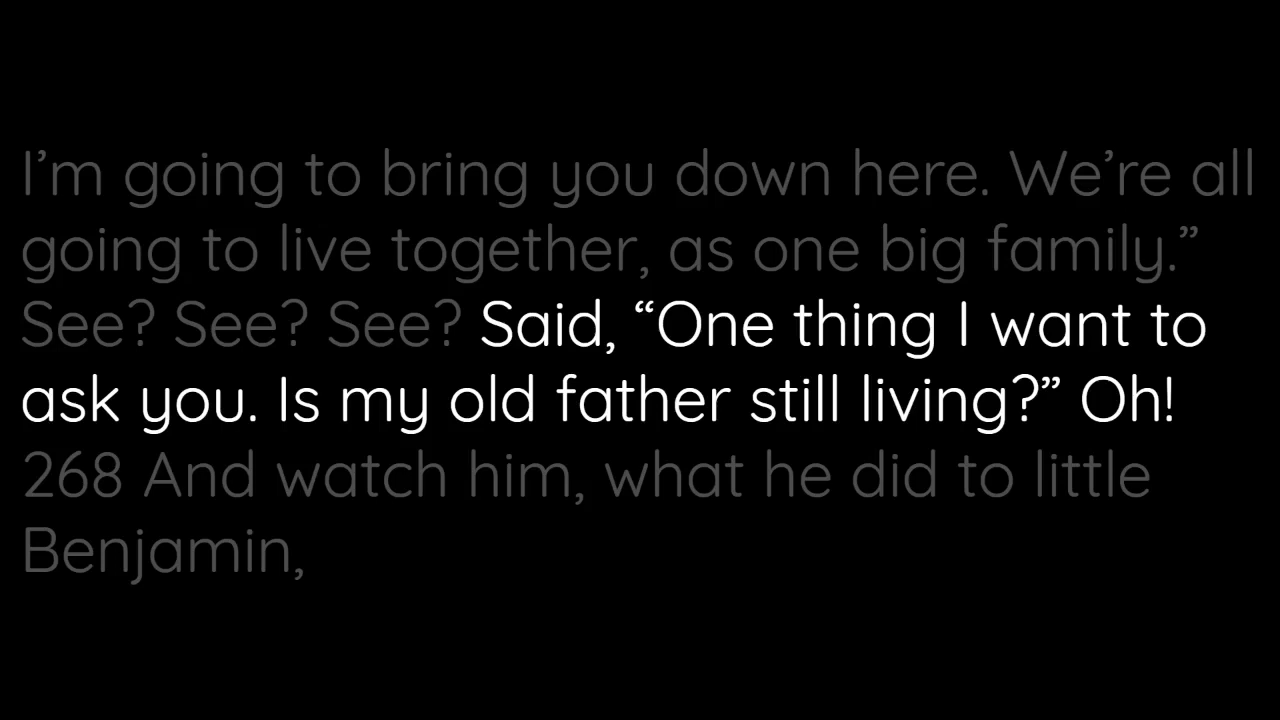 I’m going to bring you down here. We’re all
going to live together, as one big family.”
See? See? See? Said, “One thing I want to
ask you. Is my old father still living?” Oh!
268 And watch him, what he did to little
Benjamin,